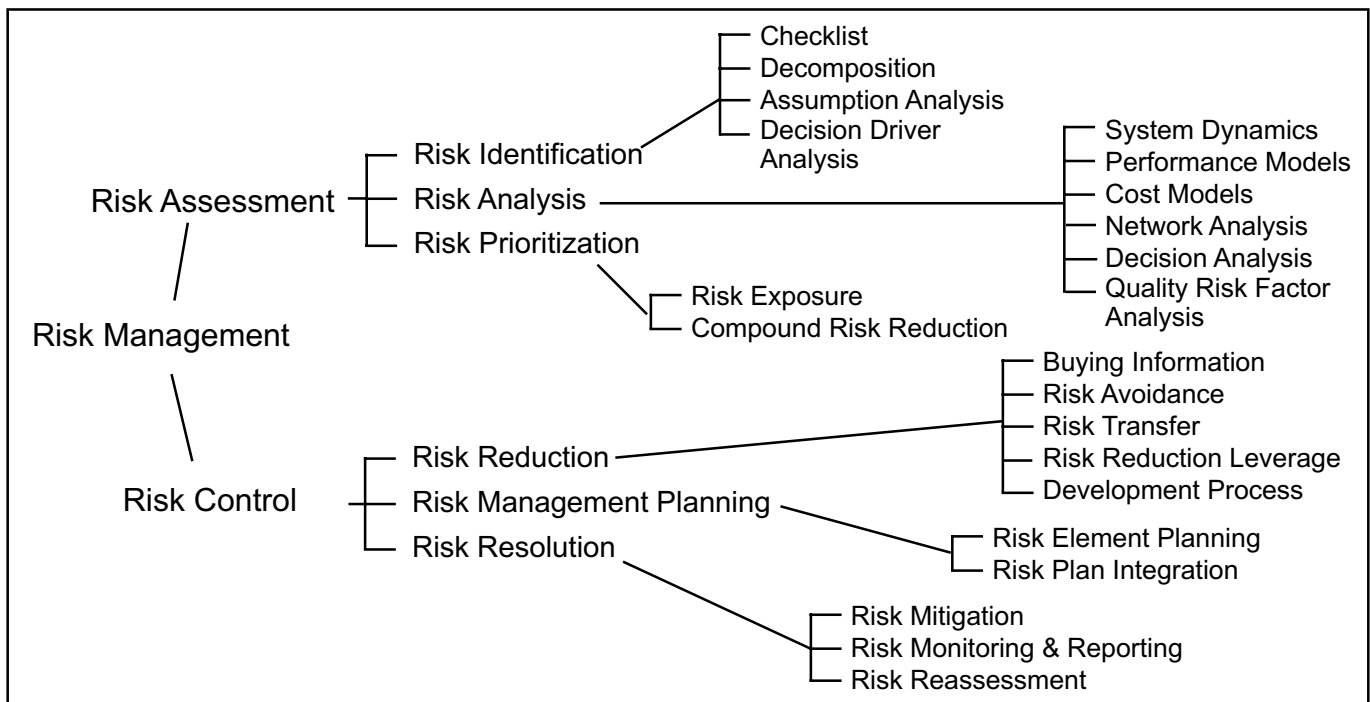 Checklist
Decomposition
Assumption Analysis
Decision Driver
Analysis
System Dynamics
Performance Models
Cost Models
Network Analysis
Decision Analysis
Quality Risk Factor
Analysis
Risk Identification
Risk Assessment
Risk Analysis
Risk Prioritization
Risk Exposure
Compound Risk Reduction
Risk Management
Buying Information
Risk Avoidance
Risk Transfer
Risk Reduction Leverage
Development Process
Risk Reduction
Risk Control
Risk Management Planning
Risk Resolution
Risk Element Planning
Risk Plan Integration
Risk Mitigation
Risk Monitoring & Reporting
Risk Reassessment